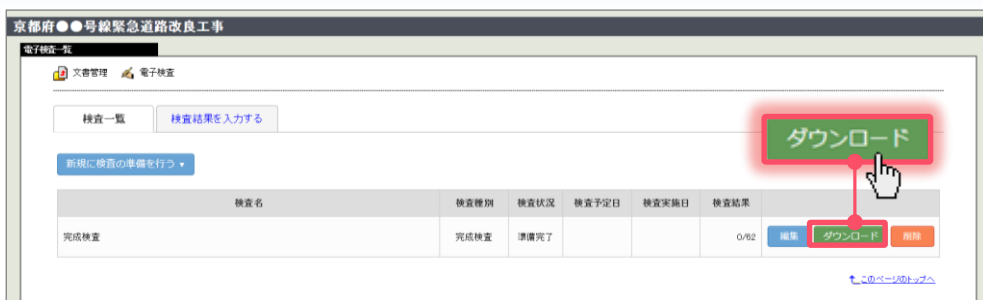 京都府●●号線緊急道路改良工事
電子検査一覧
文書管理 電子検査
検査一覧 検査結果を入力する
ダウンロード
新規に検査の準備を行う ▼
検査名 検査種別 検査状況 検査予定日 検査実施日 検査結果
完成検査 完成検査 準備完了 0/62 編集 ダウンロード 削除
このページのトップへ